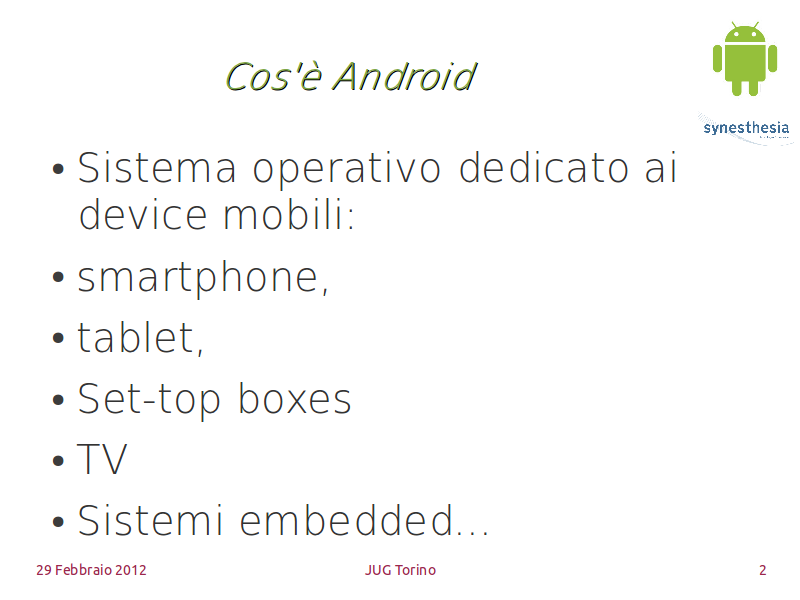 Cos'è Android
synesthesia
• Sistema operativo dedicato ai
device mobili:
• smartphone,
• tablet,
• Set-top boxes
• TV
• Sistemi embedded...
29 Febbraio 2012
JUG Torino
2